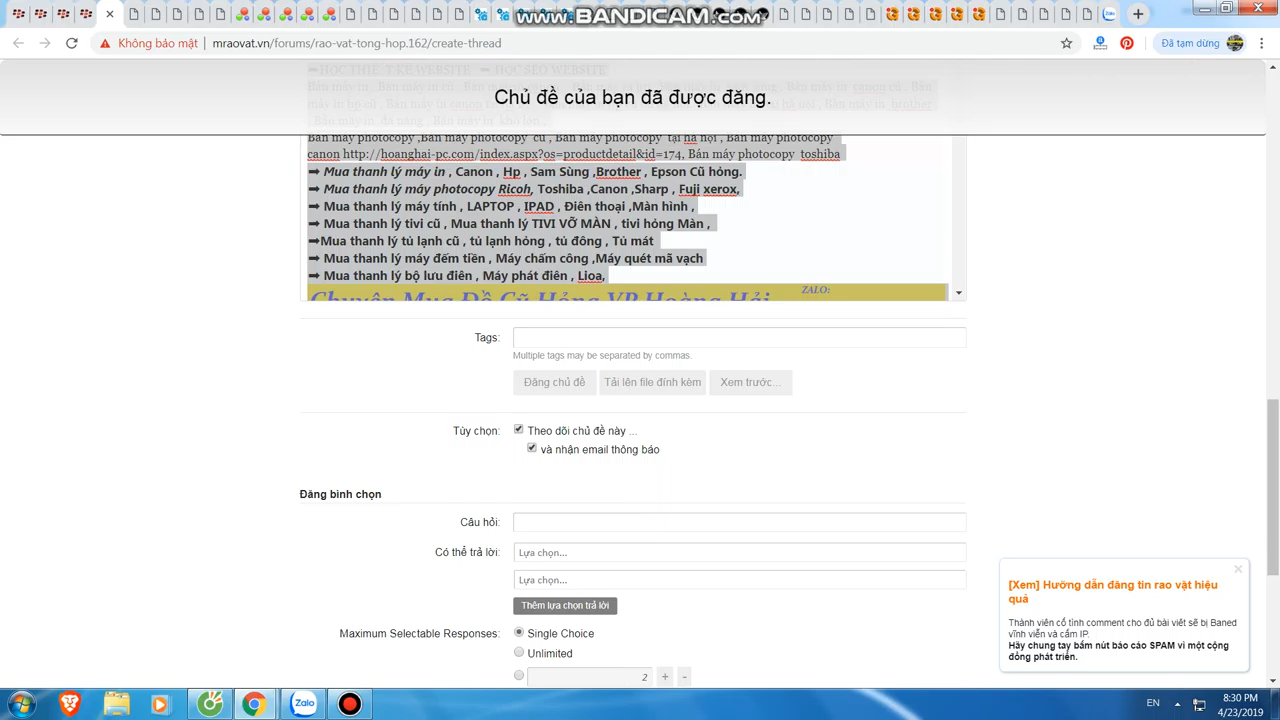 www.BANDICAM.com
Không bảo mật
mraovat.vn/forums/rao-vat-tong-hop.162/create-thread
Đã tạm dừng
Chủ đề của bạn đã được đăng.
Bán máy photocopy ,Bán máy photocopy cũ , Bán máy photocopy tại hà nội , Bán máy photocopy
canon http://hoanghai-pc.com/index.aspx?os=productdetail&id=174, Bán máy photocopy toshiba
➡ Mua thanh lý máy in , Canon , Hp , Sam Sùng ,Brother , Epson Cũ hỏng.
➡ Mua thanh lý máy photocopy Ricoh, Toshiba ,Canon ,Sharp , Fuji xerox,
➡ Mua thanh lý máy tính , LAPTOP , IPAD , Điên thoại ,Màn hình ,
➡ Mua thanh lý tivi cũ , Mua thanh lý TIVI VỠ MÀN , tivi hỏng Màn ,
➡Mua thanh lý tủ lạnh cũ , tủ lạnh hỏng , tủ đông , Tủ mát
➡ Mua thanh lý máy đếm tiền , Máy chấm công ,Máy quét mã vạch
➡ Mua thanh lý bộ lưu điên , Máy phát điên , Lioa,
Chuyên Mua Đồ Cũ Hỏng VP Hoàng Hải ZALO:
Tags:
Multiple tags may be separated by commas.
Đăng chủ đề Tải lên file đính kèm Xem trước...
Tùy chọn: Theo dõi chủ đề này ...
và nhận email thông báo
Đăng bình chọn
Câu hỏi:
Có thể trả lời: Lựa chọn...
Lựa chọn...
Thêm lựa chọn trả lời
Maximum Selectable Responses: Single Choice
Unlimited
2 + -
[Xem] Hướng dẫn đăng tin rao vặt hiệu
quả
Thành viên cố tình comment cho đủ bài viết sẽ bị Baned
vĩnh viễn và cấm IP.
Hãy chung tay bấm nút báo cáo SPAM vì một cộng
đồng phát triển.
Zalo
EN
8:30 PM
4/23/2019